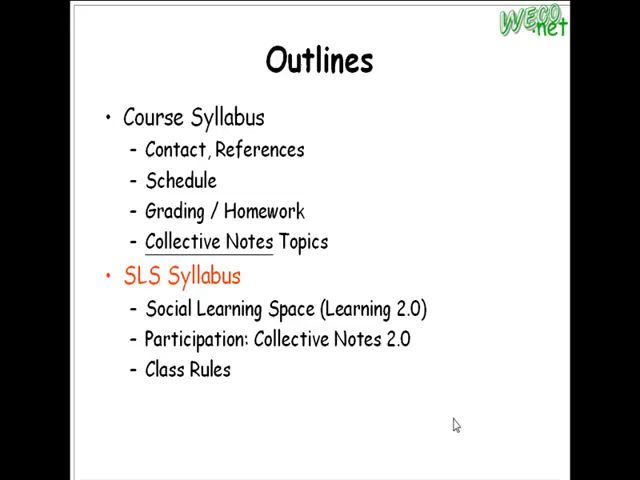 WECO
.net
Outlines
• Course Syllabus
– Contact, References
– Schedule
– Grading / Homework
– Collective Notes Topics
• SLS Syllabus
– Social Learning Space (Learning 2.0)
– Participation: Collective Notes 2.0
– Class Rules